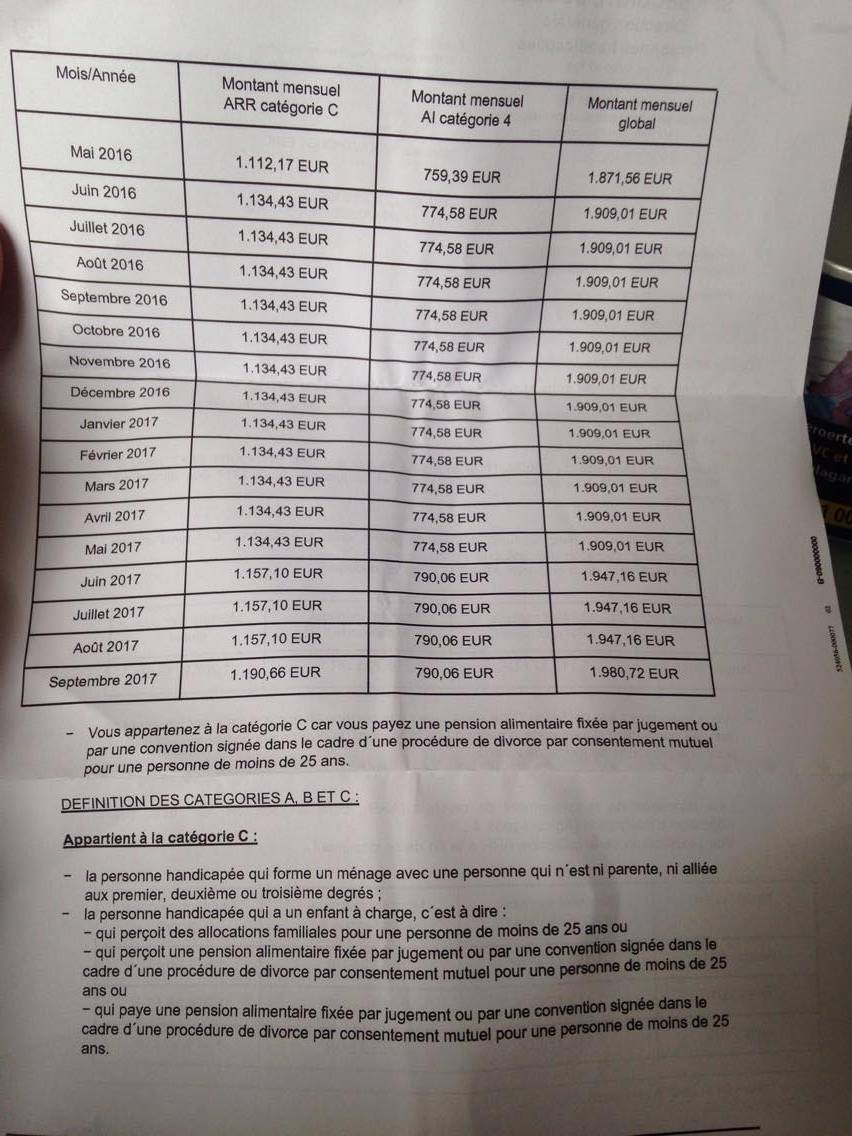 Mois/Année Montant mensuel ARR catégorie C Montant mensuel AI catégorie 4 Montant mensuel global
Mai 2016 1.112,17 EUR 759,39 EUR 1.871,56 EUR
Juin 2016 1.134,43 EUR 774,58 EUR 1.909,01 EUR
Juillet 2016 1.134,43 EUR 774,58 EUR 1.909,01 EUR
Août 2016 1.134,43 EUR 774,58 EUR 1.909,01 EUR
Septembre 2016 1.134,43 EUR 774,58 EUR 1.909,01 EUR
Octobre 2016 1.134,43 EUR 774,58 EUR 1.909,01 EUR
Novembre 2016 1.134,43 EUR 774,58 EUR 1.909,01 EUR
Décembre 2016 1.134,43 EUR 774,58 EUR 1.909,01 EUR
Janvier 2017 1.134,43 EUR 774,58 EUR 1.909,01 EUR
Février 2017 1.134,43 EUR 774,58 EUR 1.909,01 EUR
Mars 2017 1.134,43 EUR 774,58 EUR 1.909,01 EUR
Avril 2017 1.134,43 EUR 774,58 EUR 1.909,01 EUR
Mai 2017 1.134,43 EUR 774,58 EUR 1.909,01 EUR
Juin 2017 1.157,10 EUR 790,06 EUR 1.947,16 EUR
Juillet 2017 1.157,10 EUR 790,06 EUR 1.947,16 EUR
Août 2017 1.157,10 EUR 790,06 EUR 1.947,16 EUR
Septembre 2017 1.190,66 EUR 790,06 EUR 1.980,72 EUR
– Vous appartenez à la catégorie C car vous payez une pension alimentaire fixée par jugement ou
par une convention signée dans le cadre d´une procédure de divorce par consentement mutuel
pour une personne de moins de 25 ans.
DEFINITION DES CATEGORIES A, B ET C :
Appartient à la catégorie C :
– la personne handicapée qui forme un ménage avec une personne qui n´est ni parente, ni alliée
aux premier, deuxième ou troisième degrés ;
– la personne handicapée qui a un enfant à charge, c´est à dire :
– qui perçoit des allocations familiales pour une personne de moins de 25 ans ou
– qui perçoit une pension alimentaire fixée par jugement ou par une convention signée dans le
cadre d´une procédure de divorce par consentement mutuel pour une personne de moins de 25
ans ou
– qui paye une pension alimentaire fixée par jugement ou par une convention signée dans le
cadre d´une procédure de divorce par consentement mutuel pour une personne de moins de 25
ans.
VC et